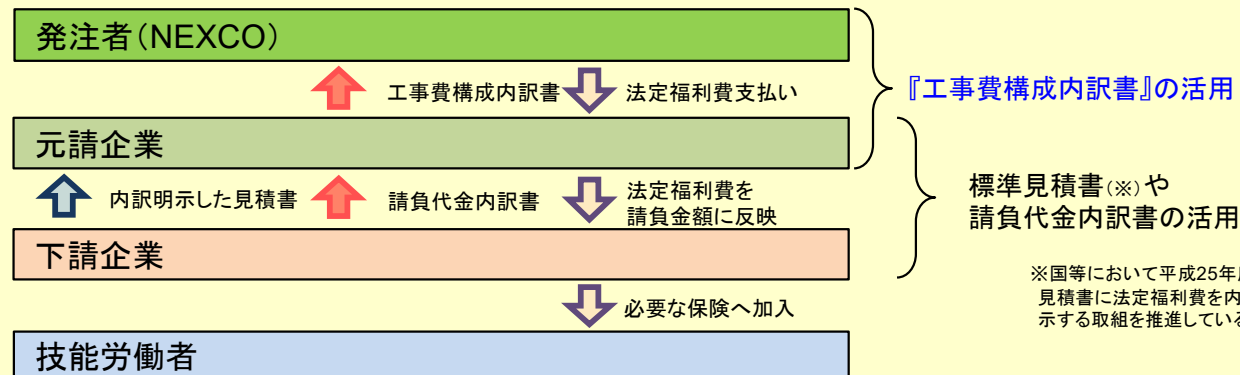 発注者(NEXCO)
工事費構成内訳書
法定福利費支払い
『工事費構成内訳書』の活用
元請企業
内訳明示した見積書
請負代金内訳書
法定福利費を
請負金額に反映
標準見積書(※)や
請負代金内訳書の活用
下請企業
※国等において平成25年
見積書に法定福利費を内
示する取組を推進している
必要な保険へ加入
技能労働者